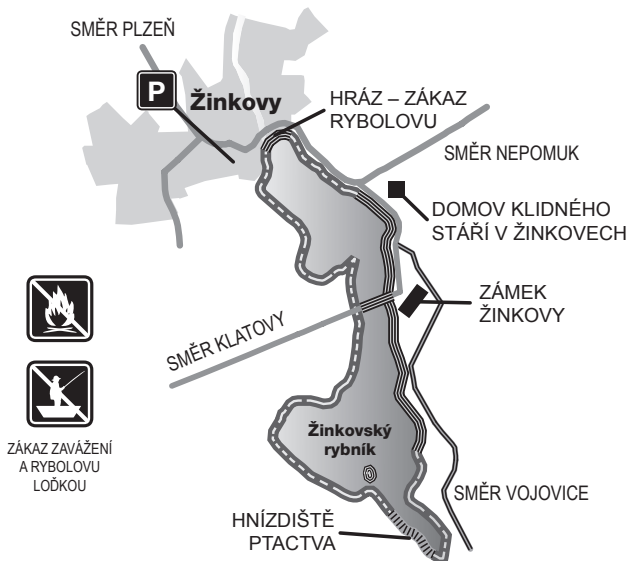 SMĚR PLZEŇ
P
Žinkovy
HRÁZ – ZÁKAZ
RYBOLOVU
SMĚR NEPOMUK
DOMOV KLIDNÉHO
STÁŘÍ V ŽINKOVECH
ZÁMEK
ŽINKOVY
SMĚR KLATOVY
ZÁKAZ ZAVÁŽENÍ
A RYBOLOVU
LOĎKOU
Žinkovský
rybník
SMĚR VOJOVICE
HNÍZDIŠTĚ
PTACTVA